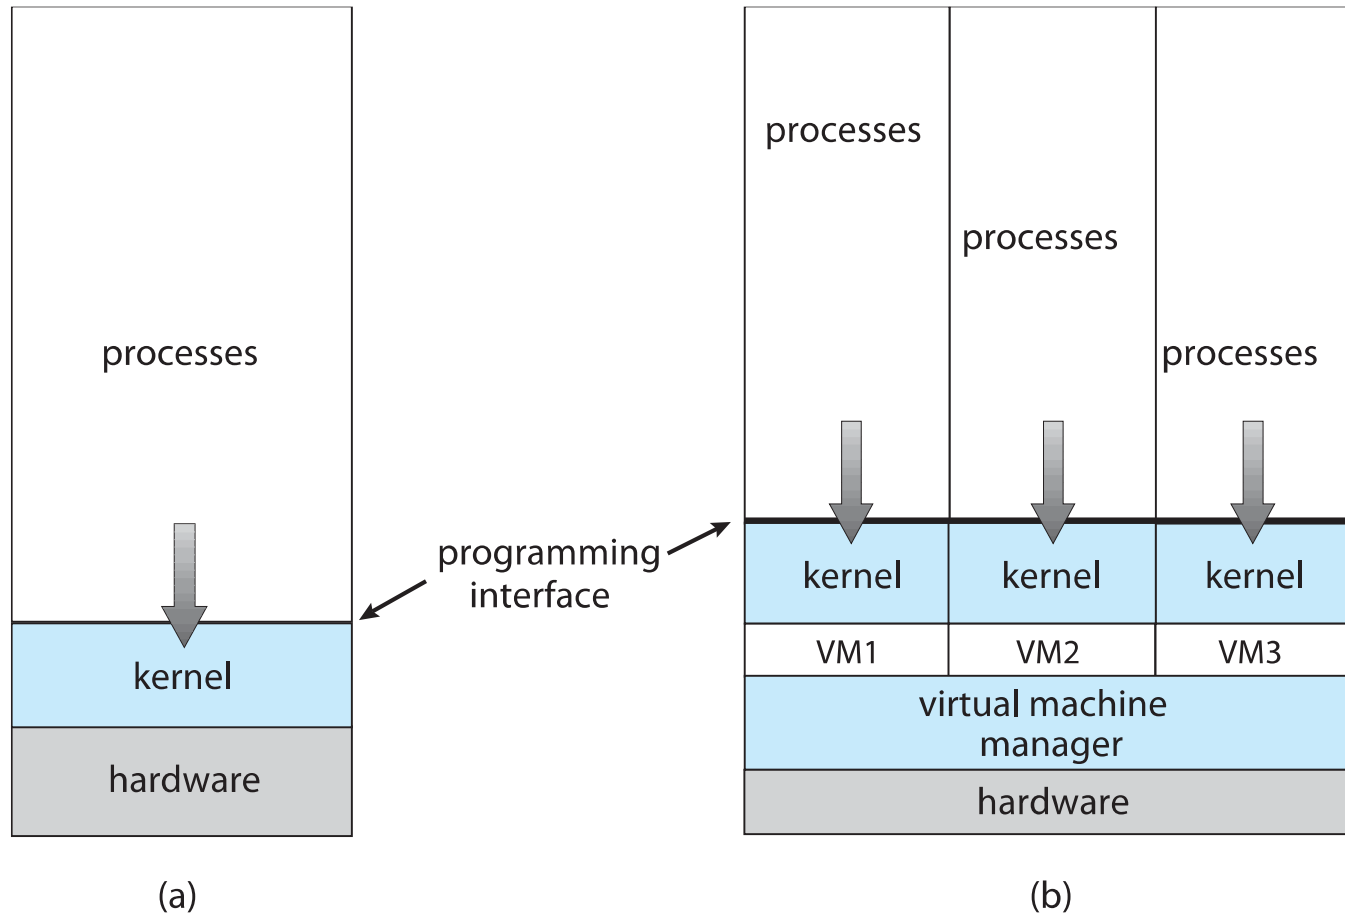 processes
kernel
hardware
(a)
programming
interface
processes
processes
processes
kernel
kernel
kernel
VM1
VM2
VM3
virtual machine
manager
hardware
(b)